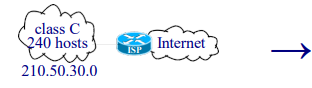 class C
240 hosts
ISP
Internet
210.50.30.0